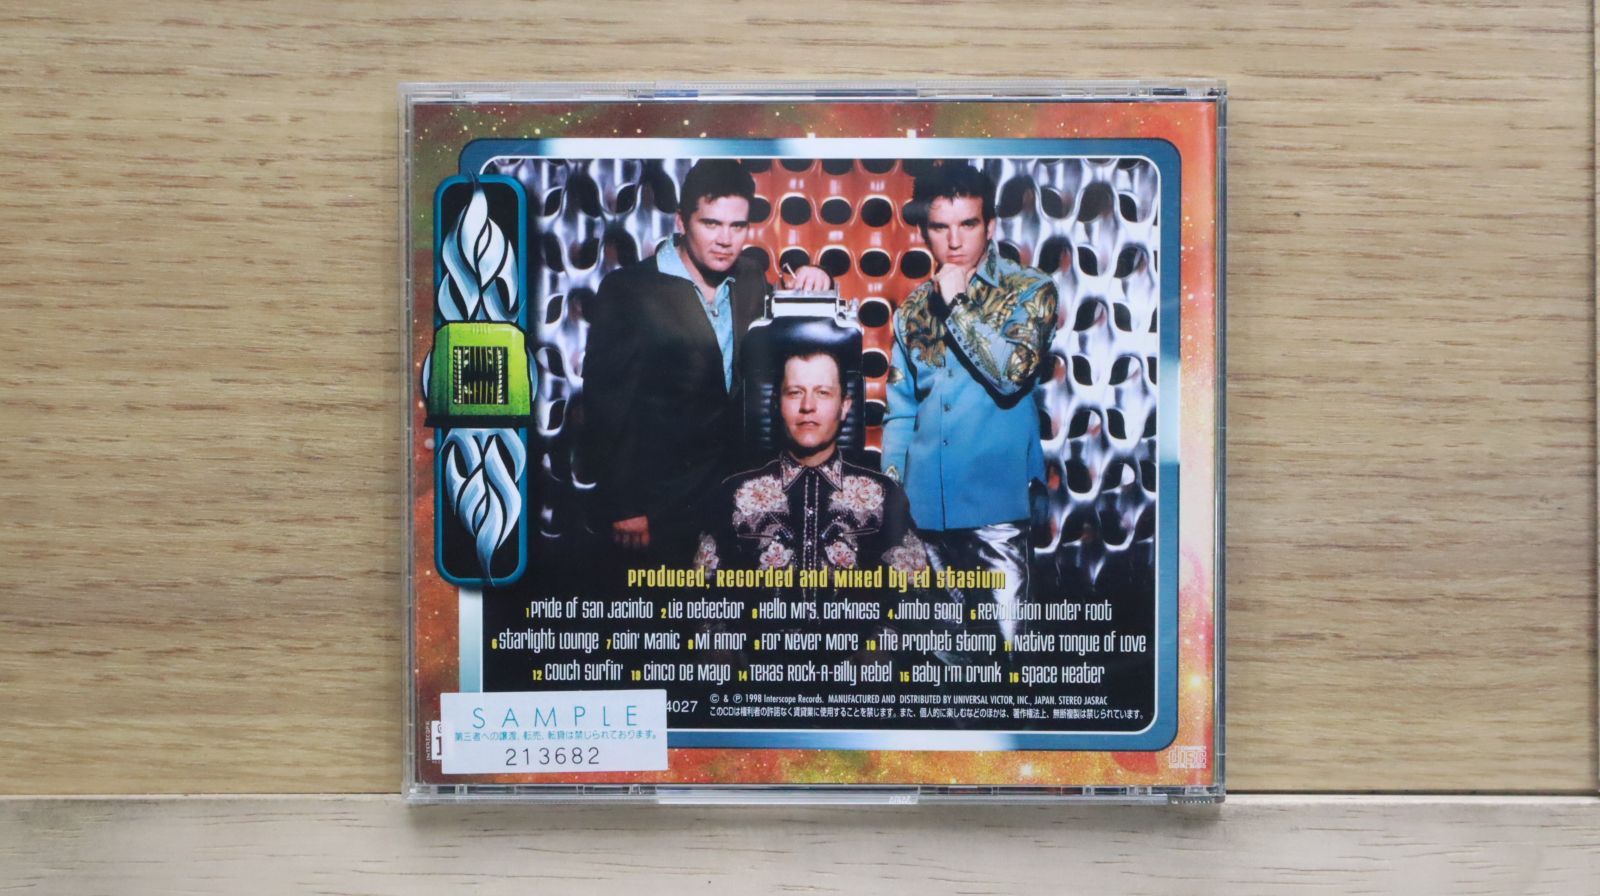 Produced, Recorded and Mixed by Ed Stasium
1 Pride of San Jacinto 2 Lie Detector 3 Hello Mrs. Darkness 4 Jimbo Song 5 Revolution Under Foot
6 Starlight Lounge 7 Goin' Manic 8 Mi Amor 9 For Never More 10 The Prophet Stomp 11 Native Tongue of Love
12 Couch Surfin' 13 Cinco De Mayo 14 Texas Rock-A-Billy Rebel 15 Baby I'm Drunk 16 Space Heater
4027 © & ℗ 1998 Interscope Records. MANUFACTURED AND DISTRIBUTED BY UNIVERSAL VICTOR, INC., JAPAN. STEREO JASRAC
このCDは権利者の許諾なく賃貸業に使用することを禁じます。また、個人的に楽しむなどのほかは、著作権法上、無断複製は禁じられています。
SAMPLE
第三者への譲渡、転売、転貸は禁じられております。
213682
INTERSCOPE
COMPACT
disc